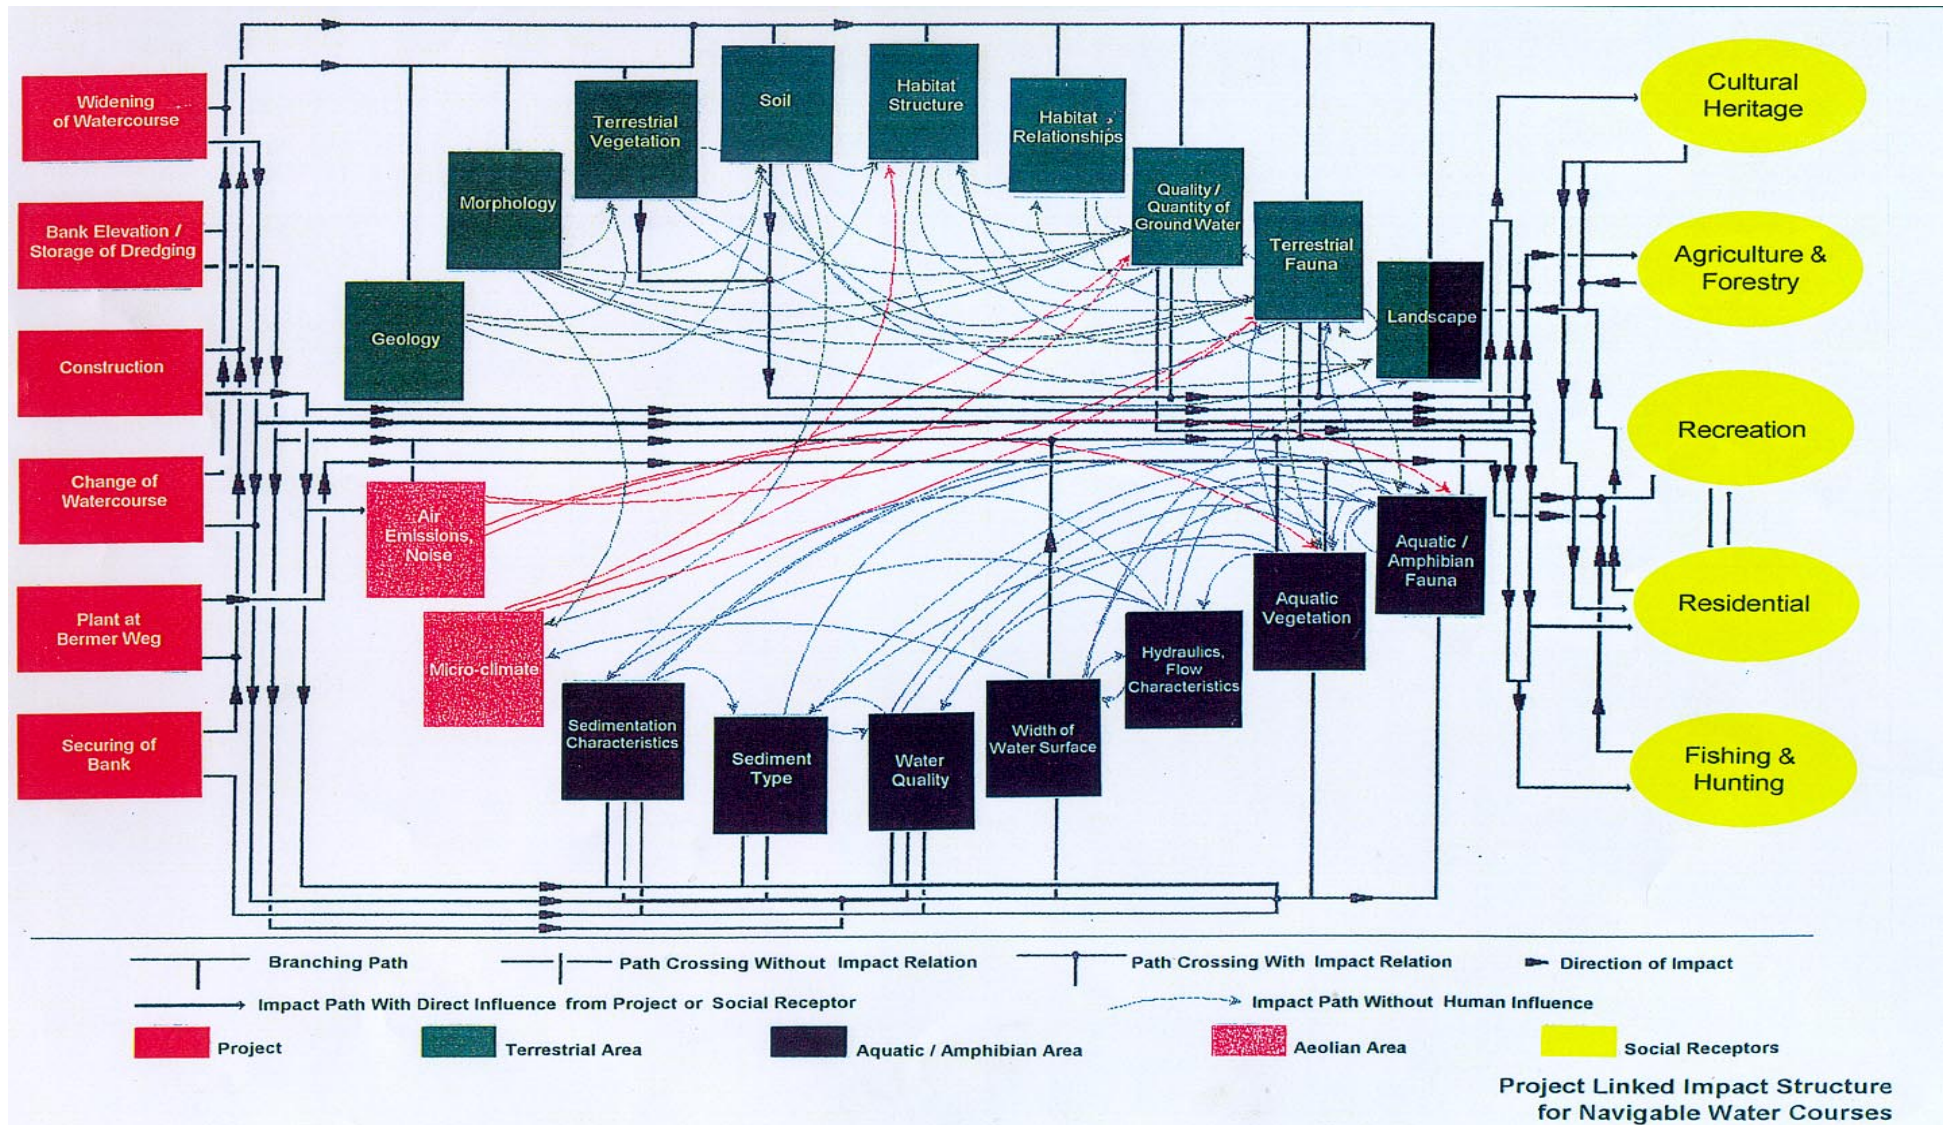 Widening
of Watercourse
Bank Elevation /
Storage of Dredging
Construction
Change of
Watercourse
Plant at
Bermer Weg
Securing of
Bank
Geology
Morphology
Terrestrial
Vegetation
Soil
Habitat
Structure
Habitat
Relationships
Quality /
Quantity of
Ground Water
Terrestrial
Fauna
Landscape
Air
Emissions,
Noise
Micro-climate
Sedimentation
Characteristics
Sediment
Type
Water
Quality
Width of
Water Surface
Hydraulics,
Flow
Characteristics
Aquatic
Vegetation
Aquatic /
Amphibian
Fauna
Cultural
Heritage
Agriculture &
Forestry
Recreation
Residential
Fishing &
Hunting
Branching Path
Path Crossing Without Impact Relation
Path Crossing With Impact Relation
Direction of Impact
Impact Path With Direct Influence from Project or Social Receptor
Impact Path Without Human Influence
Project
Terrestrial Area
Aquatic / Amphibian Area
Aeolian Area
Social Receptors
Project Linked Impact Structure
for Navigable Water Courses